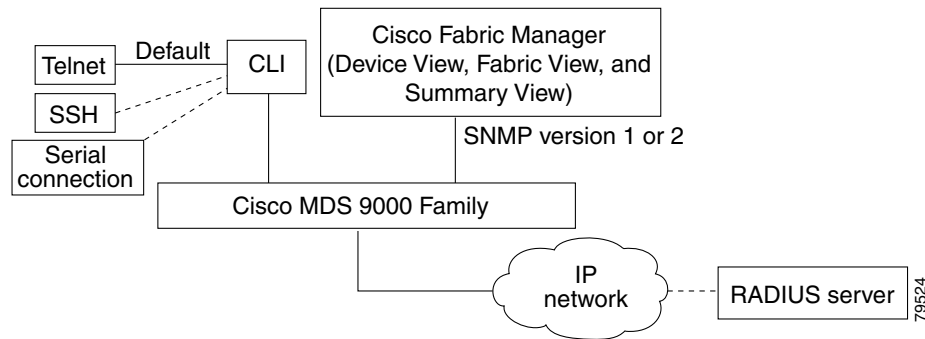 Default
Telnet
CLI
SSH
Serial
connection
Cisco Fabric Manager
(Device View, Fabric View, and
Summary View)
SNMP version 1 or 2
Cisco MDS 9000 Family
IP
network
RADIUS server
79524